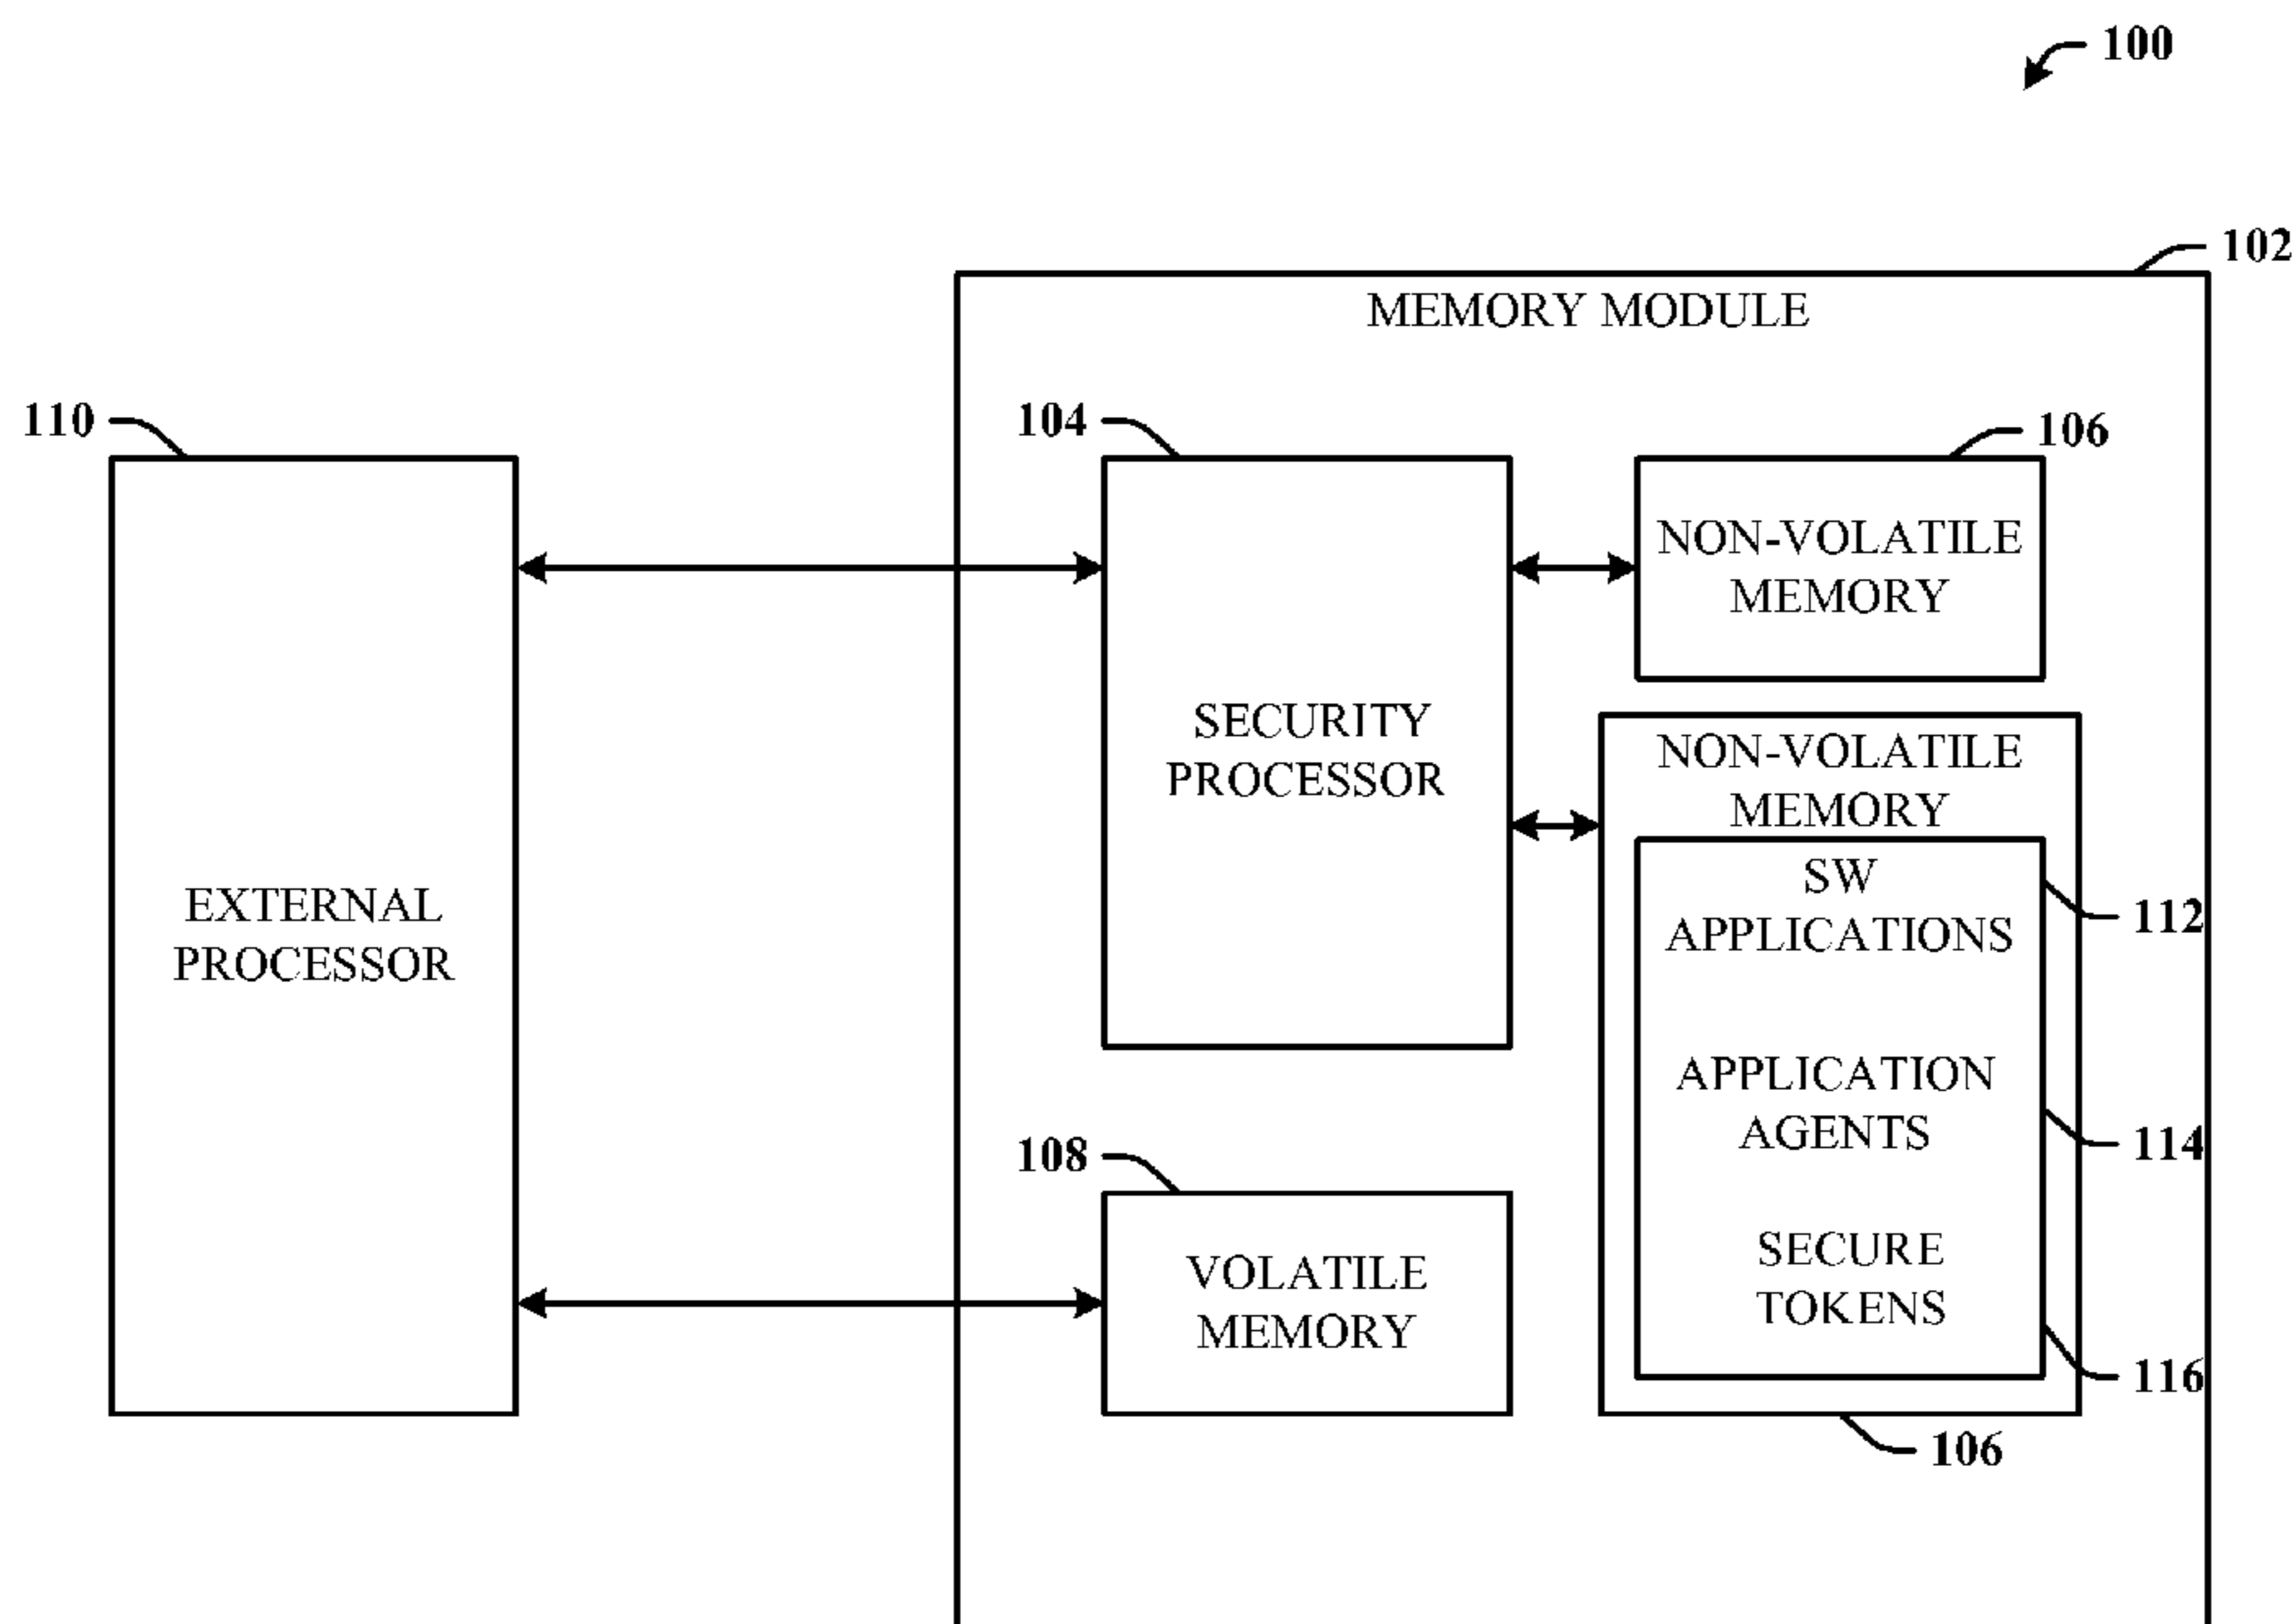 100
102
MEMORY MODULE
110
104
106
NON-VOLATILE
MEMORY
SECURITY
PROCESSOR
NON-VOLATILE
MEMORY
SW
APPLICATIONS
112
EXTERNAL
PROCESSOR
APPLICATION
AGENTS
114
108
SECURE
TOKENS
VOLATILE
MEMORY
116
106